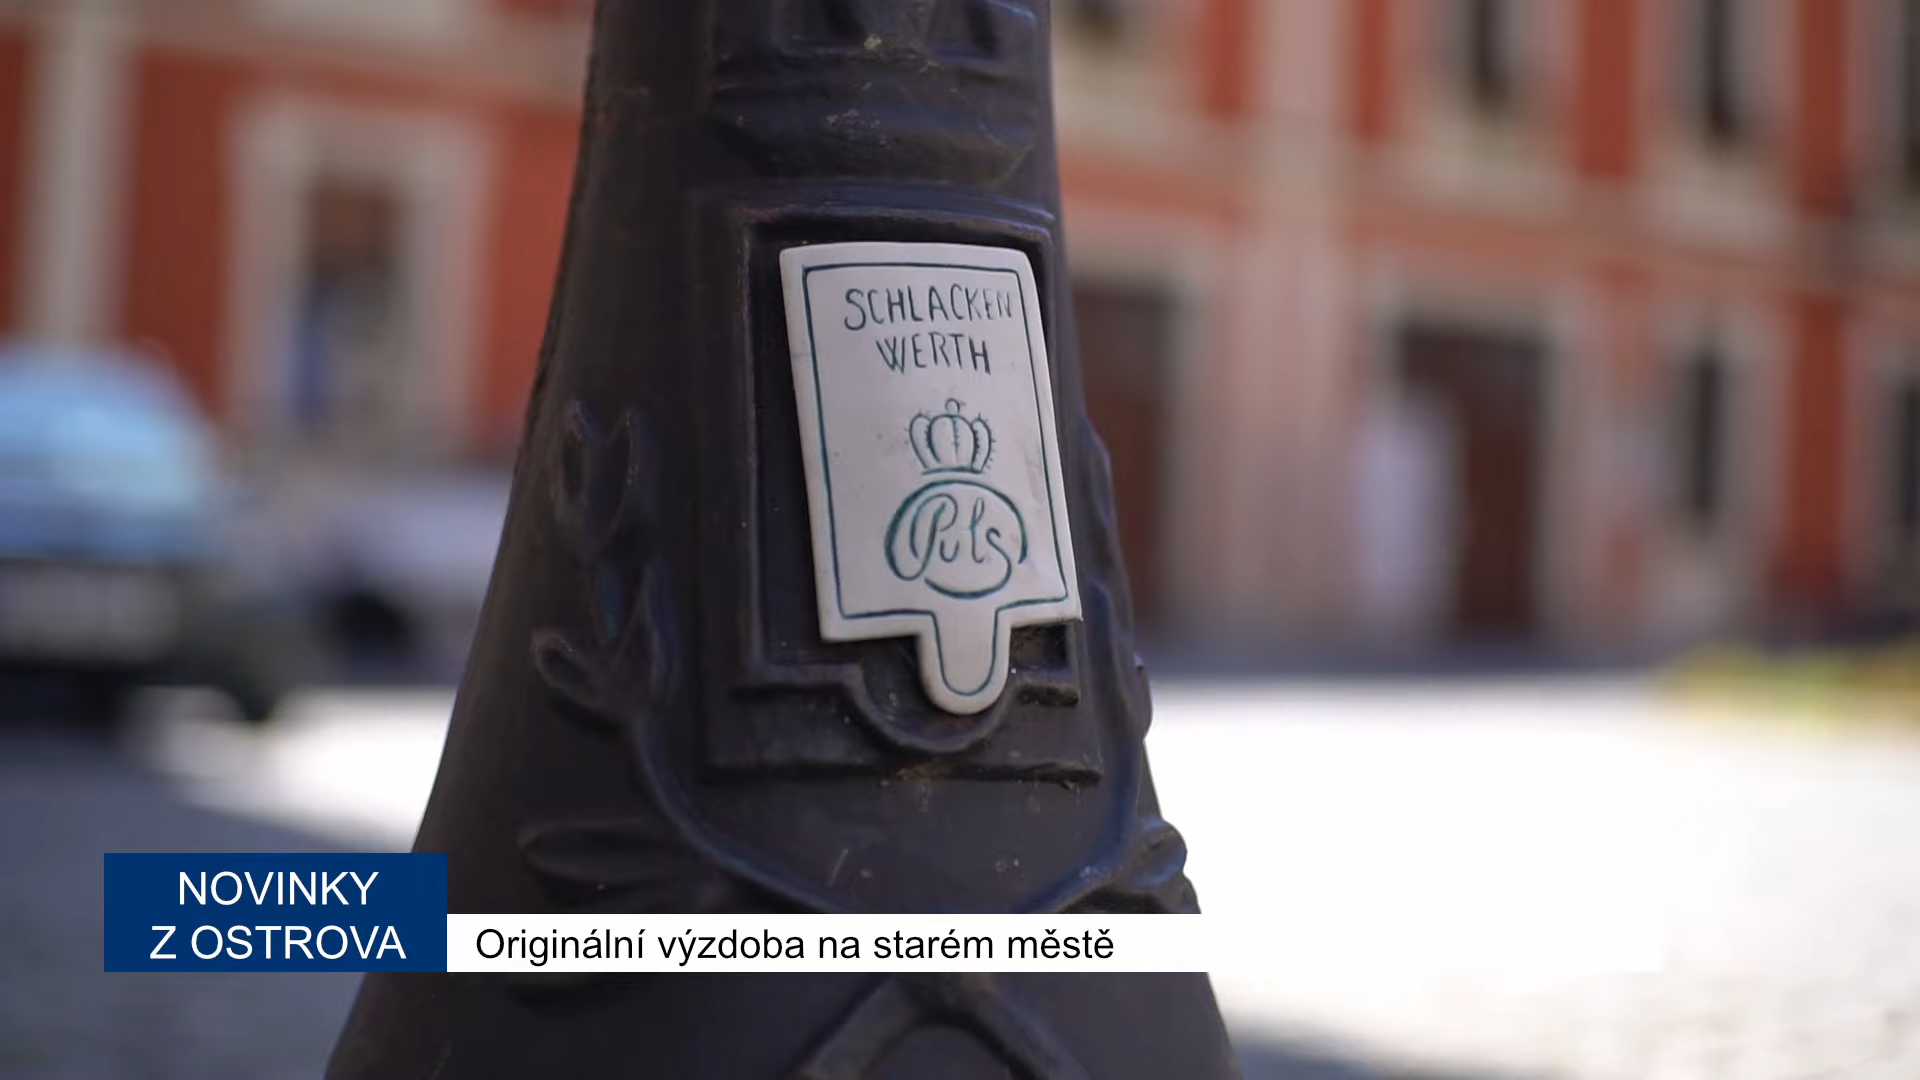 SCHLACKEN
WERTH
Puls
NOVINKY
Z OSTROVA
Originální výzdoba na starém městě